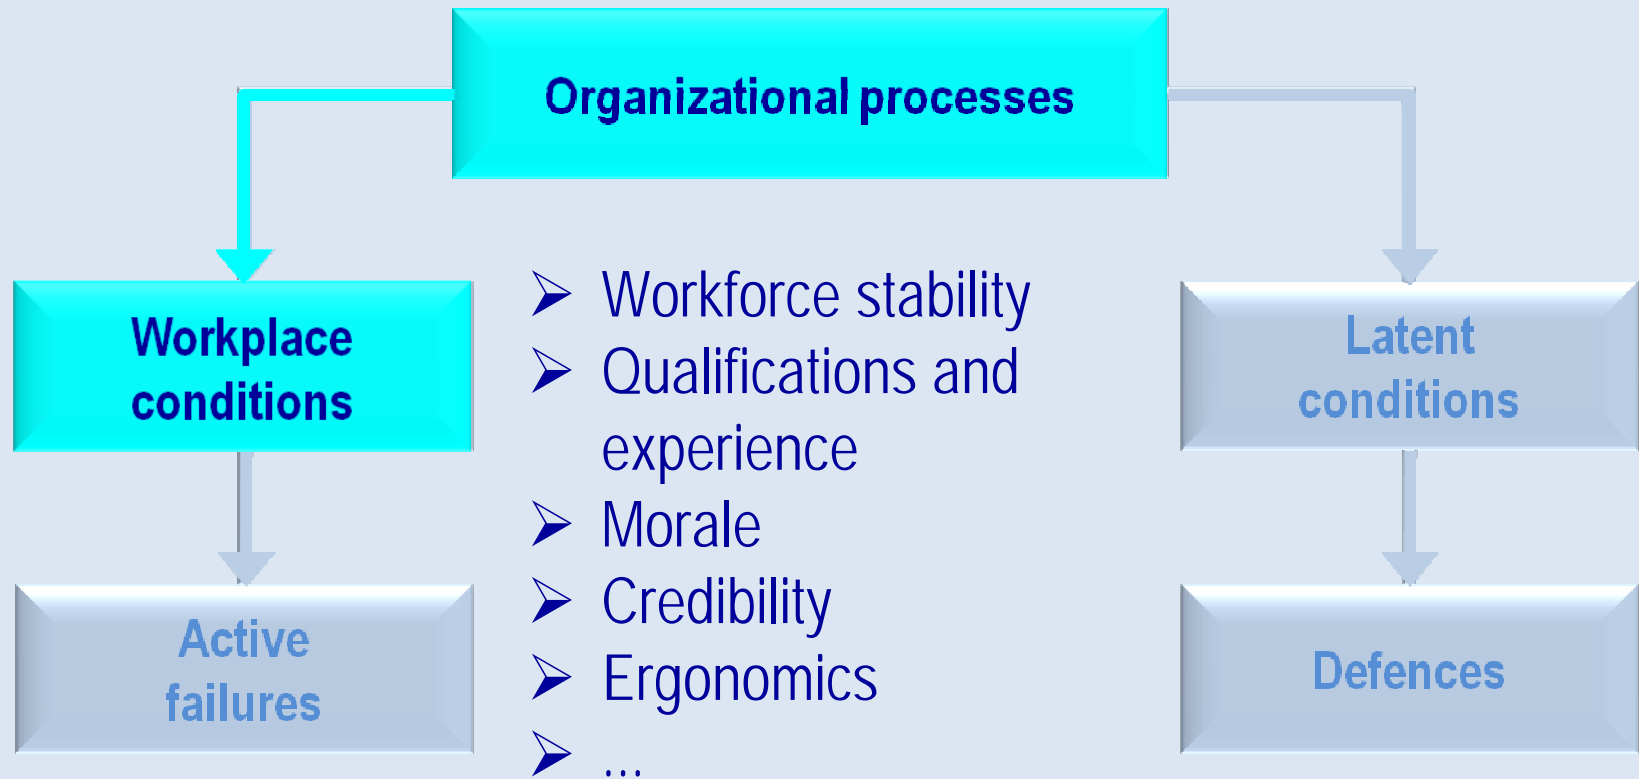 Organizational processes
Workplace
conditions
Active
failures
➢ Workforce stability
➢ Qualifications and
experience
➢ Morale
➢ Credibility
➢ Ergonomics
➢ ...
Latent
conditions
Defences